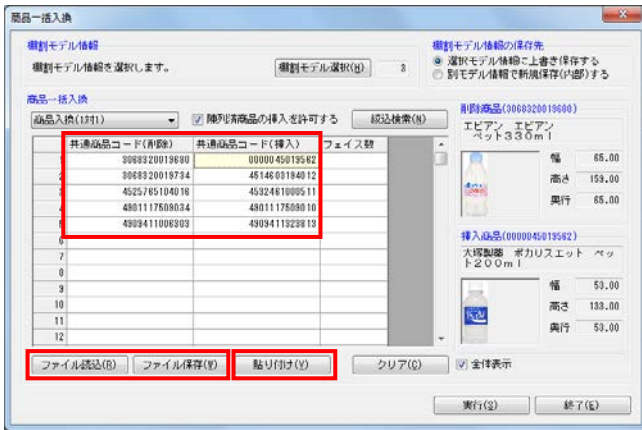 商品一括入換
棚割モデル情報
棚割モデル情報を選択します。
棚割モデル選択(H)
3
棚割モデル情報の保存先
選択モデル情報に上書き保存する
別モデル情報で新規保存(内部)する
商品一括入換
商品入換(1対1)
陳列済商品の挿入を許可する
絞込検索(N)
共通商品コード(削除) 共通商品コード(挿入) フェイス数
1 3068320019680 0000045019562
2 3068320019734 4514603194012
3 4525765104016 4532461000511
4 4901117509034 4901117509010
5 4909411006303 4909411323813
6
7
8
9
10
11
12
削除商品(3068320019680)
エビアン エビアン
ペット330ml
幅 65.00
高さ 159.00
奥行 65.00
挿入商品(0000045019562)
大塚製薬 ポカリスエット ペッ
ト200ml
幅 53.00
高さ 133.00
奥行 53.00
ファイル読込(R)
ファイル保存(W)
貼り付け(Y)
クリア(C)
全体表示
実行(S)
終了(E)